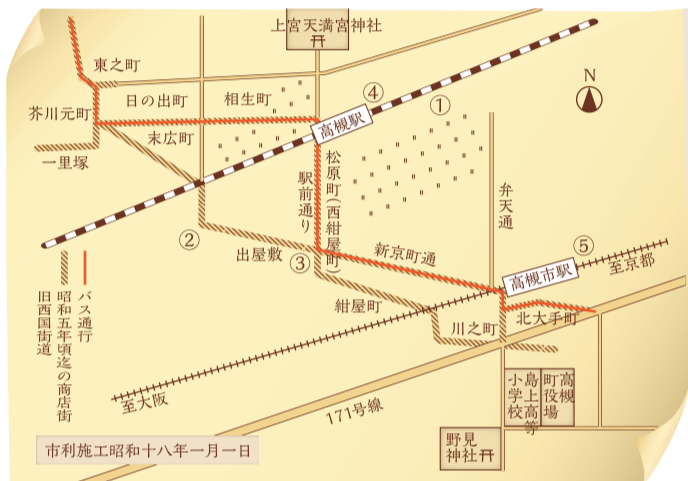 上宮天満宮神社
東之町
④
日の出町
相生町
①
N
芥川元町
高槻駅
末広町
一里塚
松原町(西紺屋町)
駅前通り
弁天通
②
出屋敷
③
新京町通
⑤
高槻市駅
至京都
紺屋町
北大手町
川之町
バス通行
昭和五年頃迄の商店街
旧西国街道
至大阪
171号線
高槻
町役場
島上高等
小学校
野見
神社
市利施工昭和十八年一月一日